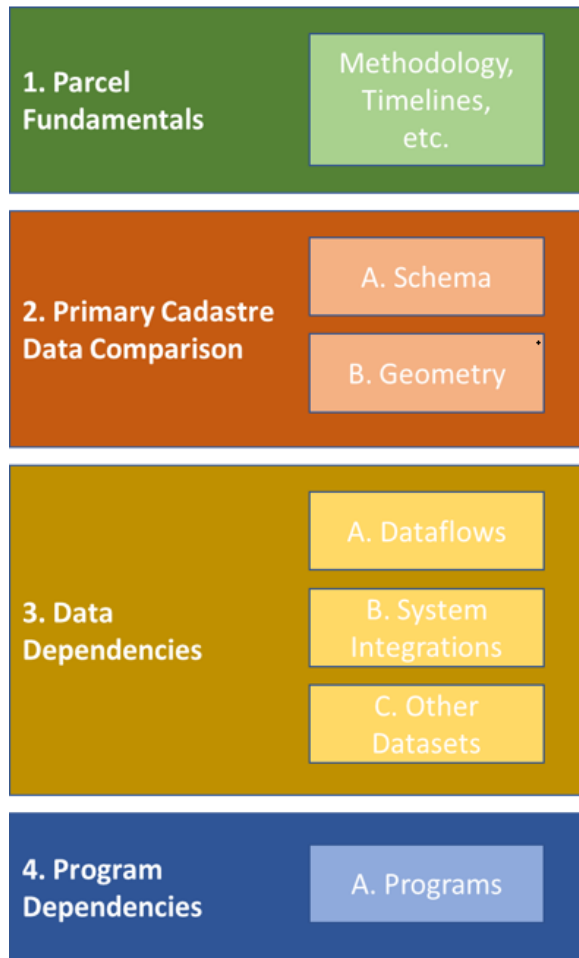 1. Parcel
Fundamentals
Methodology,
Timelines,
etc.
2. Primary Cadastre
Data Comparison
A. Schema
B. Geometry
3. Data
Dependencies
A. Dataflows
B. System
Integrations
C. Other
Datasets
4. Program
Dependencies
A. Programs